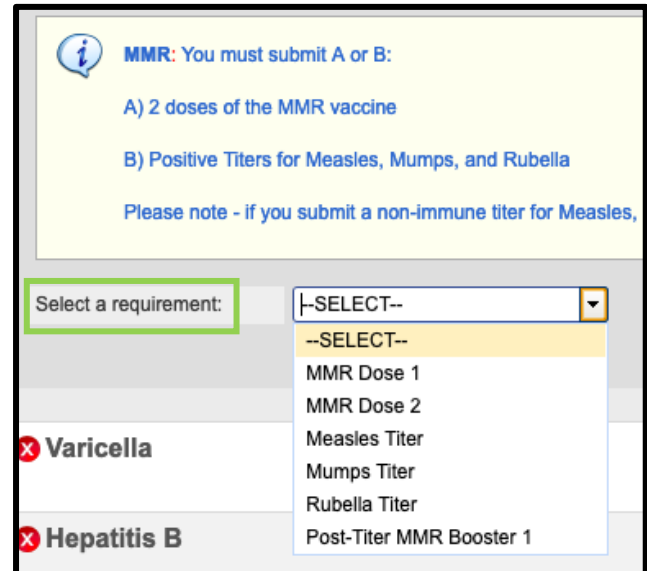 MMR: You must submit A or B:
A) 2 doses of the MMR vaccine
B) Positive Titers for Measles, Mumps, and Rubella
Please note - if you submit a non-immune titer for Measles,
Select a requirement:
--SELECT--
--SELECT--
MMR Dose 1
MMR Dose 2
Measles Titer
Mumps Titer
Rubella Titer
Post-Titer MMR Booster 1
Varicella
Hepatitis B